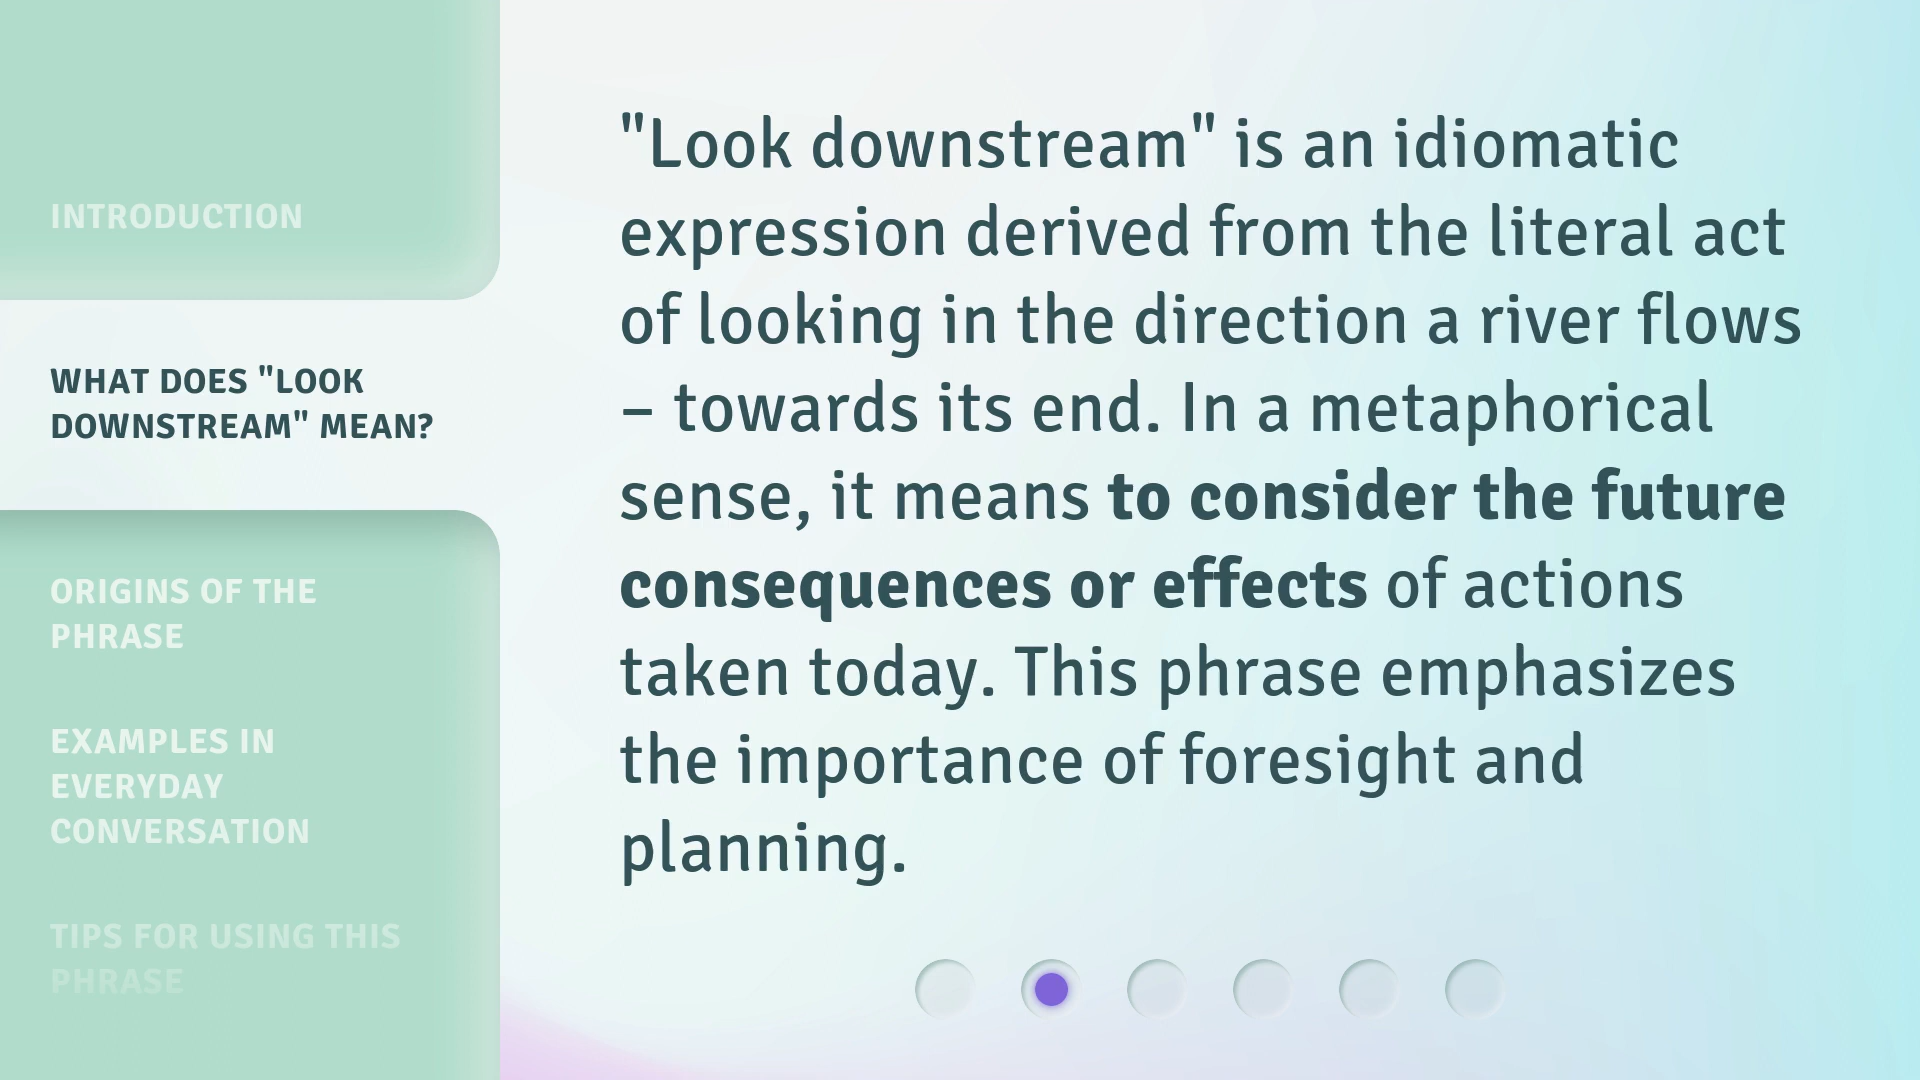 INTRODUCTION
WHAT DOES "LOOK
DOWNSTREAM" MEAN?
ORIGINS OF THE
PHRASE
EXAMPLES IN
EVERYDAY
CONVERSATION
TIPS FOR USING THIS
PHRASE
"Look downstream" is an idiomatic
expression derived from the literal act
of looking in the direction a river flows
– towards its end. In a metaphorical
sense, it means to consider the future
consequences or effects of actions
taken today. This phrase emphasizes
the importance of foresight and
planning.